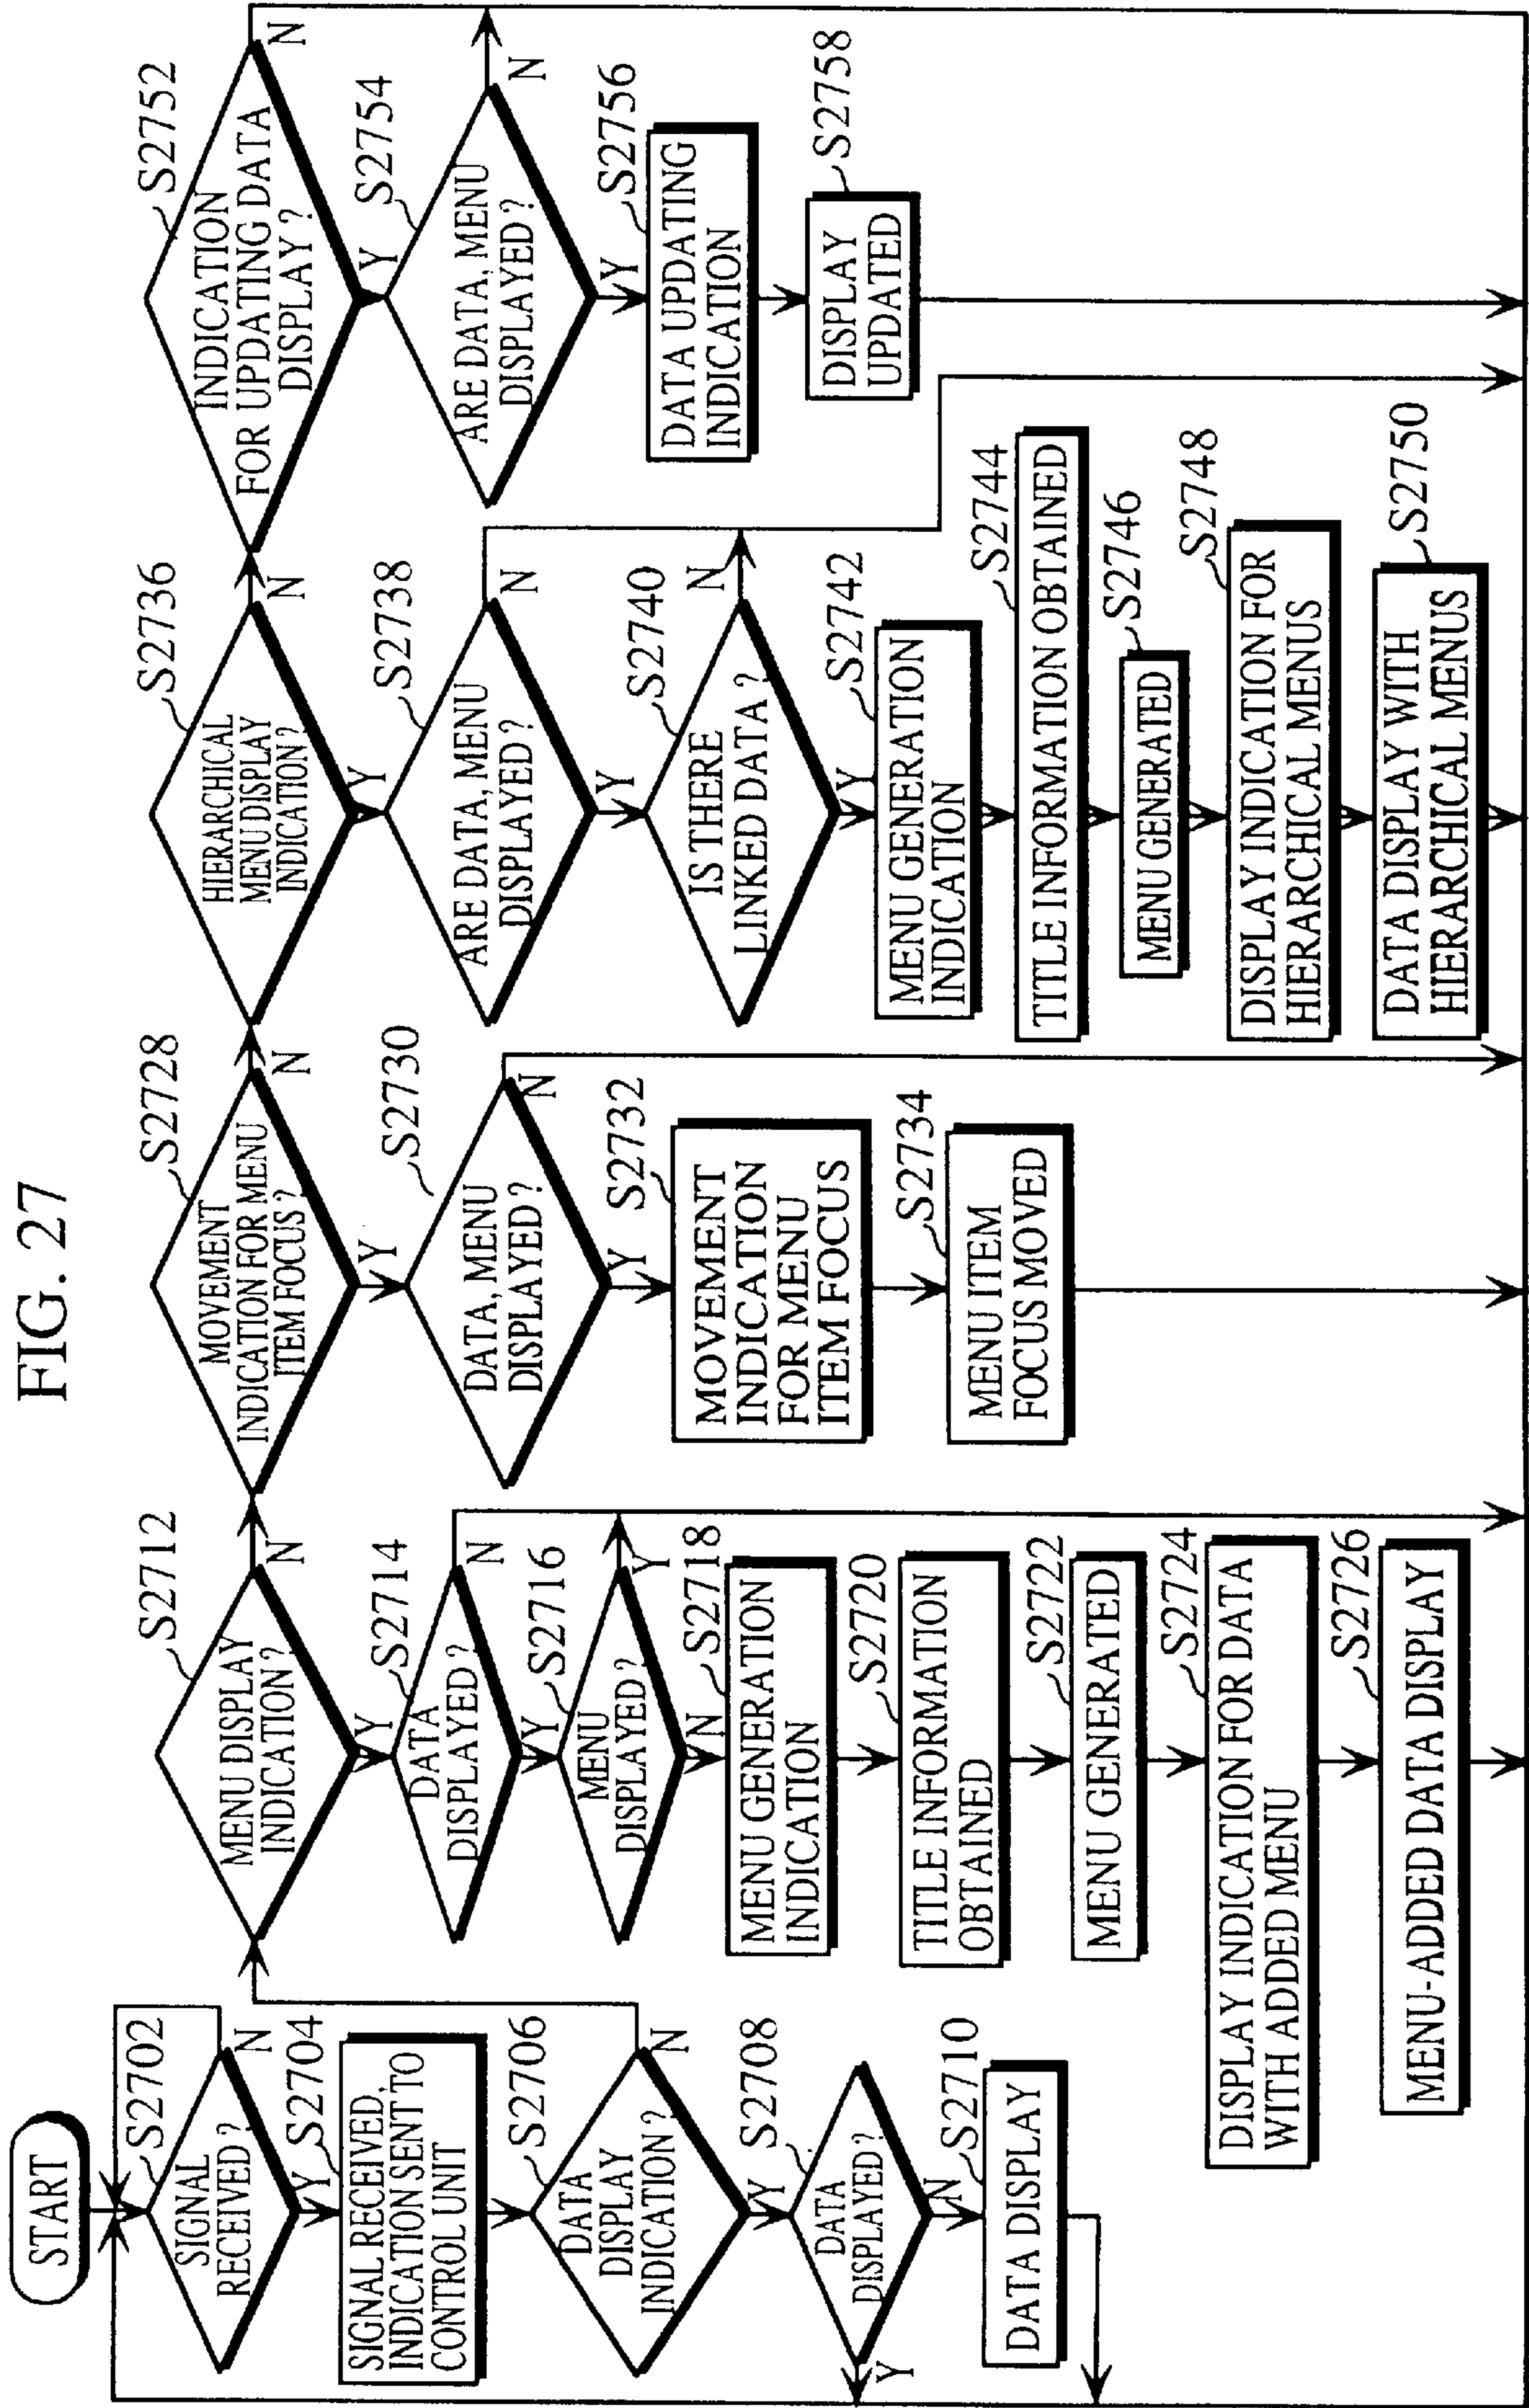 FIG. 27
START
S2702
SIGNAL
RECEIVED ?
N
Y
S2704
SIGNAL RECEIVED,
INDICATION SENT TO
CONTROL UNIT
S2706
DATA
DISPLAY
INDICATION ?
N
Y
S2708
DATA
DISPLAYED ?
Y
N
S2710
DATA DISPLAY
S2712
MENU DISPLAY
INDICATION ?
N
Y
S2714
DATA
DISPLAYED ?
N
Y
S2716
MENU
DISPLAYED ?
Y
N
S2718
MENU GENERATION
INDICATION
S2720
TITLE INFORMATION
OBTAINED
S2722
MENU GENERATED
S2724
DISPLAY INDICATION FOR DATA
WITH ADDED MENU
S2726
MENU-ADDED DATA DISPLAY
S2728
MOVEMENT
INDICATION FOR MENU
ITEM FOCUS ?
N
Y
S2730
DATA, MENU
DISPLAYED ?
N
Y
S2732
MOVEMENT
INDICATION
FOR MENU
ITEM FOCUS
S2734
MENU ITEM
FOCUS MOVED
S2736
HIERARCHICAL
MENU DISPLAY
INDICATION ?
N
Y
S2738
ARE DATA, MENU
DISPLAYED ?
N
Y
S2740
IS THERE
LINKED DATA ?
N
Y
S2742
MENU GENERATION
INDICATION
S2744
TITLE INFORMATION OBTAINED
S2746
MENU GENERATED
S2748
DISPLAY INDICATION FOR
HIERARCHICAL MENUS
S2750
DATA DISPLAY WITH
HIERARCHICAL MENUS
S2752
INDICATION
FOR UPDATING DATA
DISPLAY ?
N
Y
S2754
ARE DATA, MENU
DISPLAYED ?
N
Y
S2756
DATA UPDATING
INDICATION
S2758
DISPLAY
UPDATED